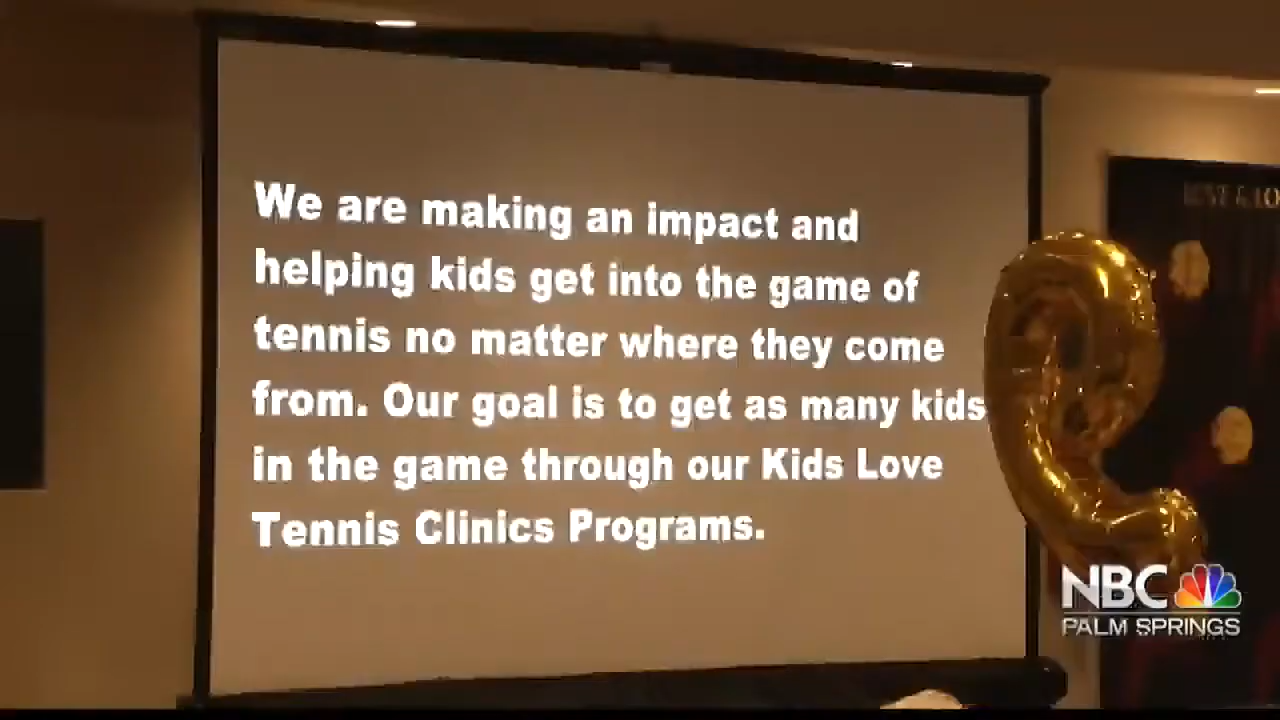 We are making an impact and
helping kids get into the game of
tennis no matter where they come
from. Our goal is to get as many kids
in the game through our Kids Love
Tennis Clinics Programs.
NBC
PALM SPRINGS